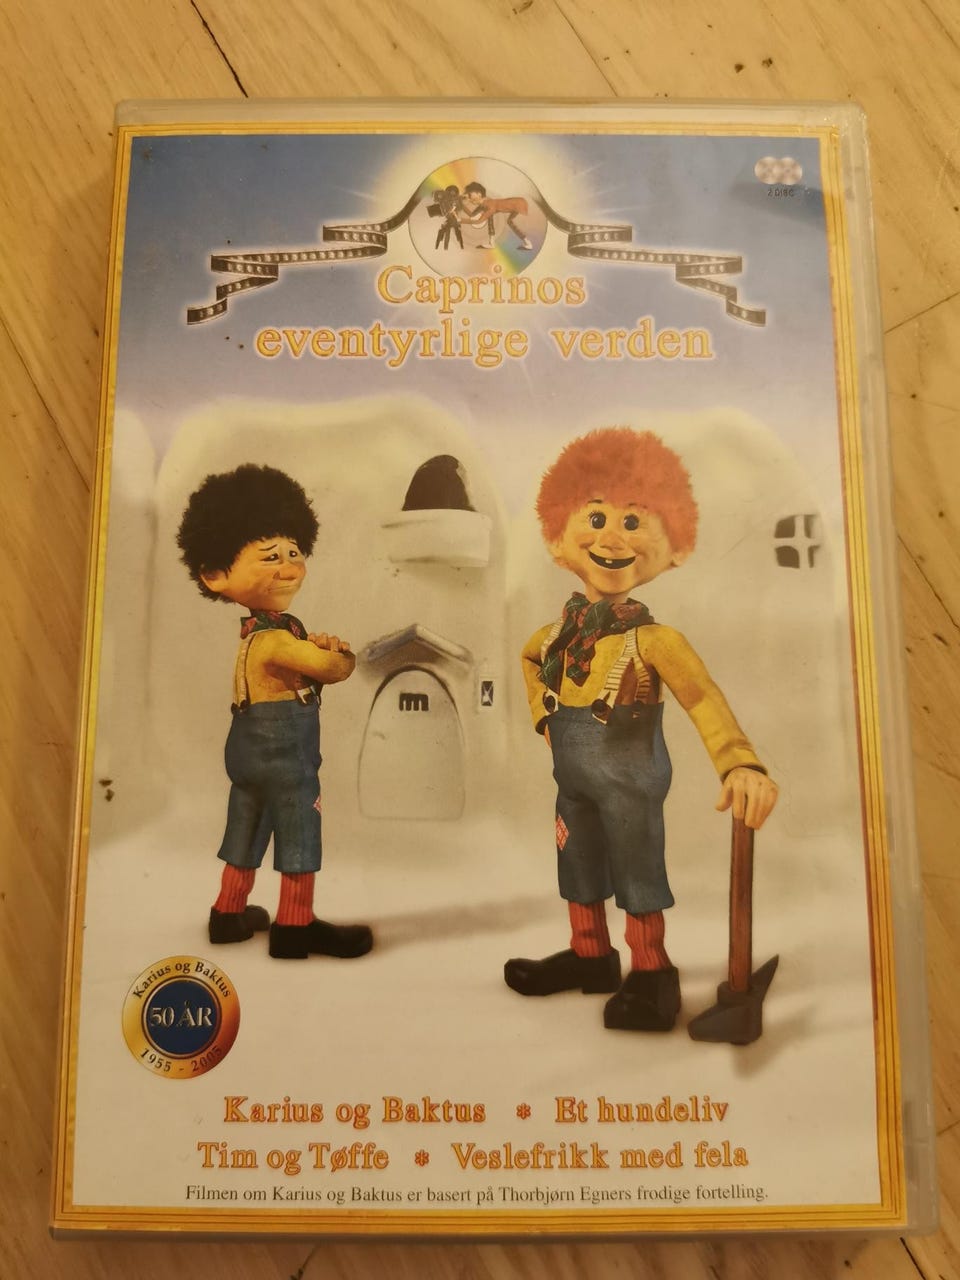 2 DISC
Caprinos
eventyrlige verden
Karius og Baktus
50 ÅR
1955 - 2005
Karius og Baktus * Et hundeliv
Tim og Tøffe * Veslefrikk med fela
Filmen om Karius og Baktus er basert på Thorbjørn Egners frodige fortelling.